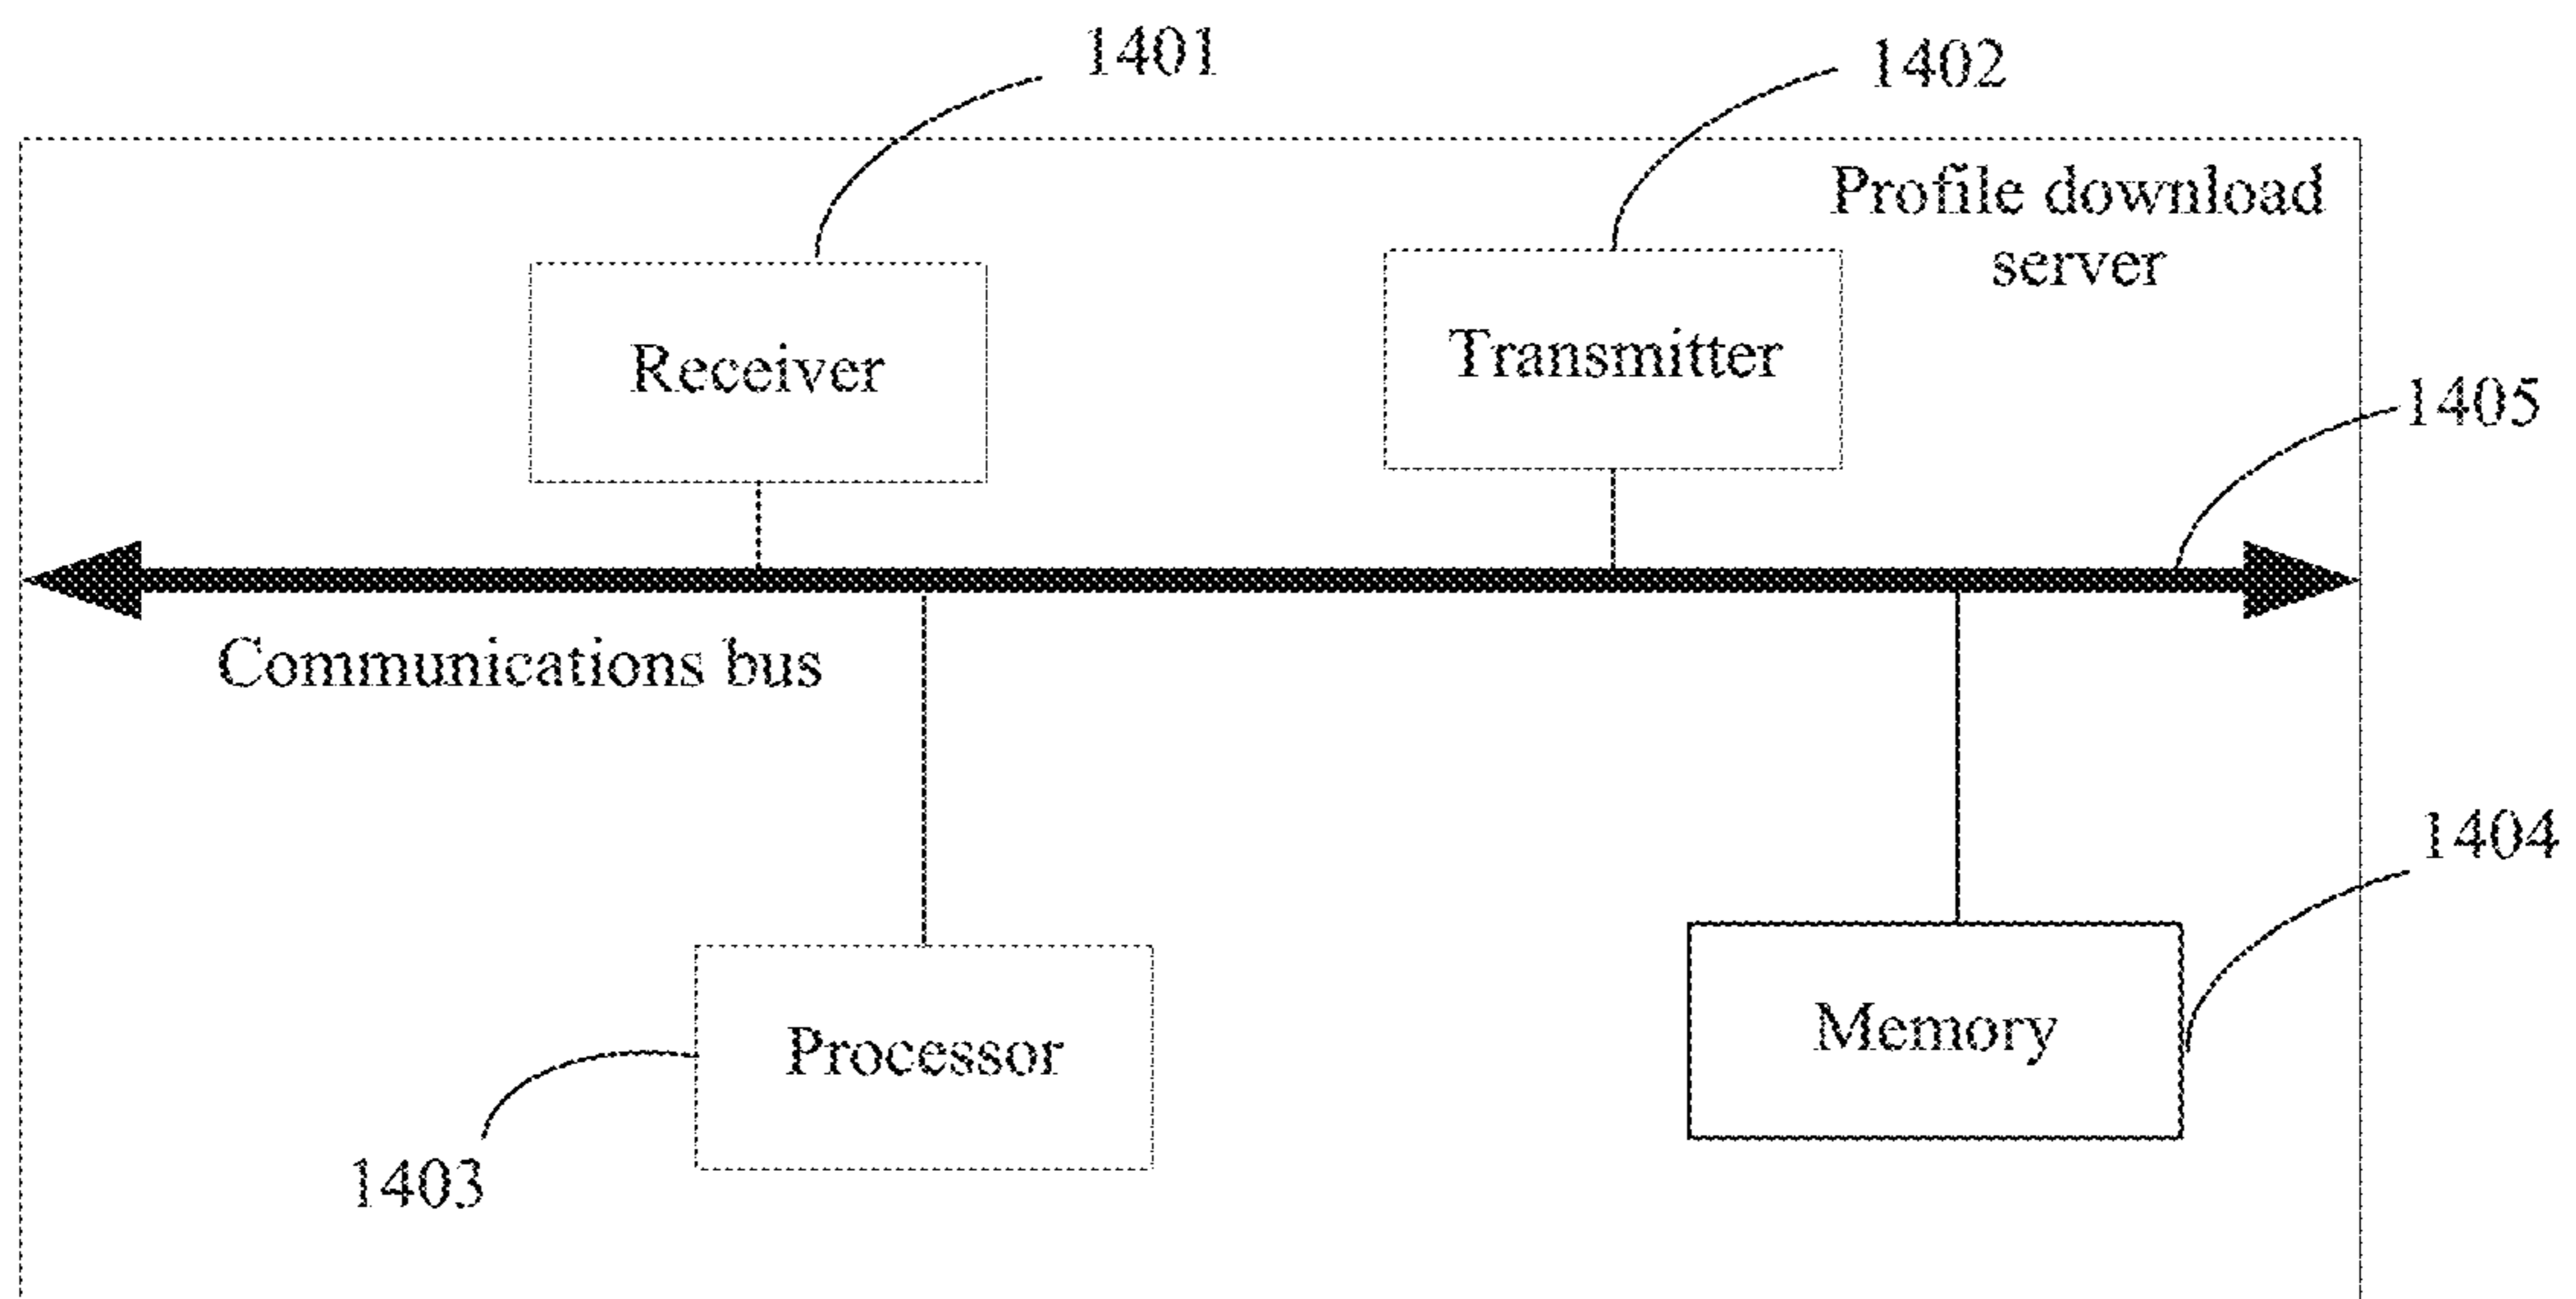 1401
1402
Profile download
server
Receiver
Transmitter
1405
Communications bus
1404
Processor
Memory
1403